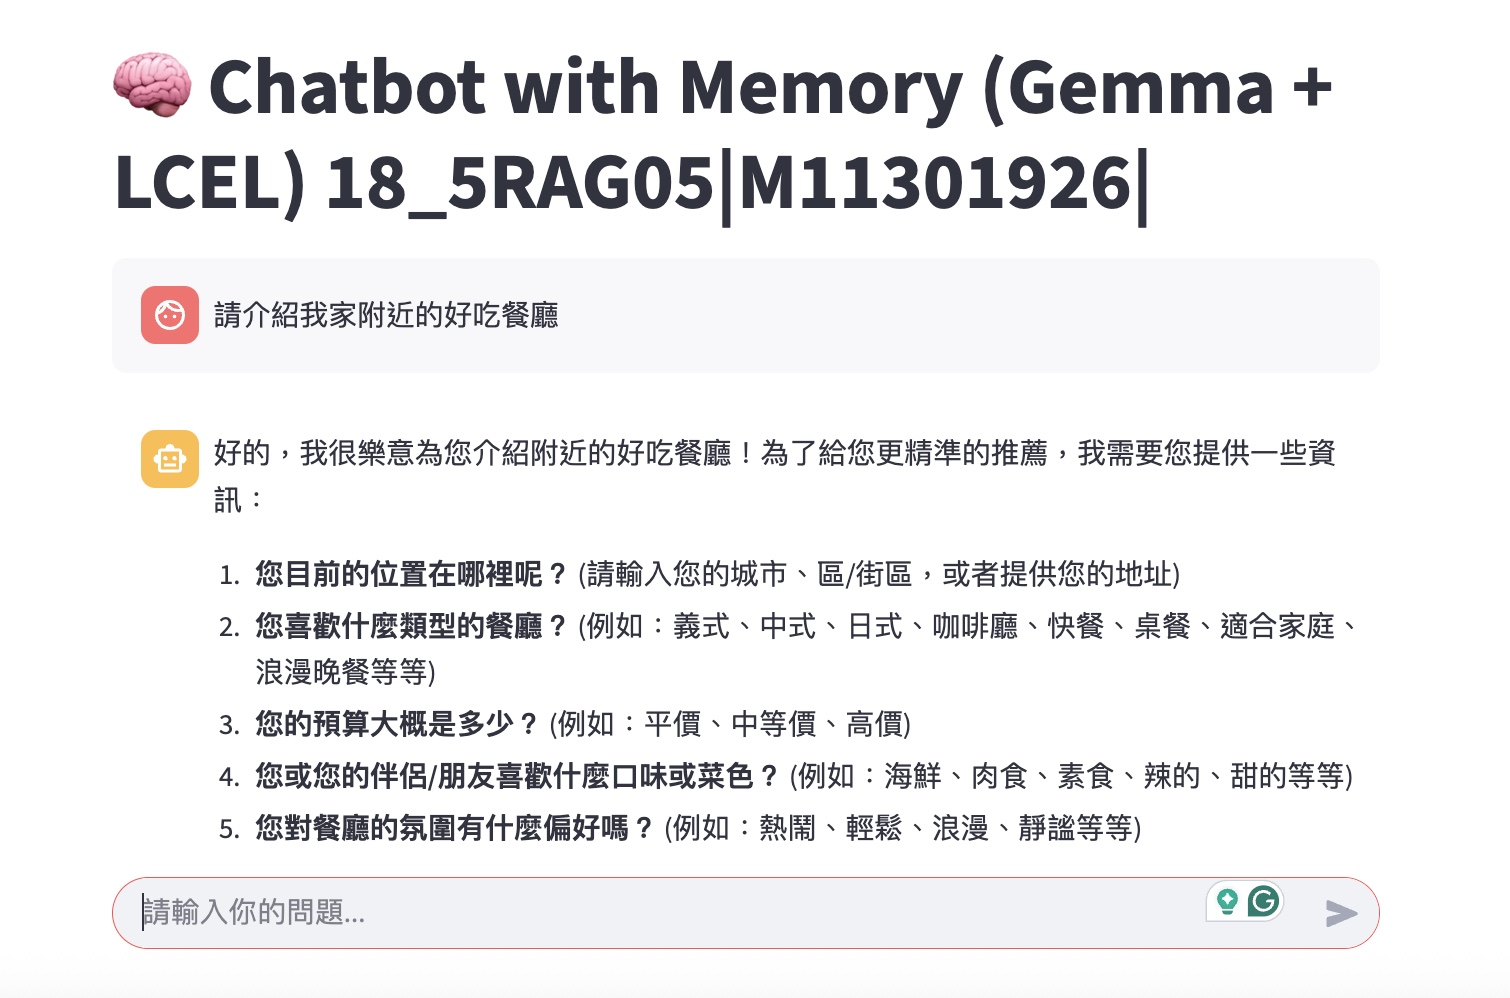 🧠 Chatbot with Memory (Gemma +
LCEL) 18_5RAG05|M11301926|
請介紹我家附近的好吃餐廳
好的，我很樂意為您介紹附近的好吃餐廳！為了給您更精準的推薦，我需要您提供一些資
訊：
1. 您目前的位置在哪裡呢？ (請輸入您的城市、區/街區，或者提供您的地址)
2. 您喜歡什麼類型的餐廳？ (例如：義式、中式、日式、咖啡廳、快餐、桌餐、適合家庭、
浪漫晚餐等等)
3. 您的預算大概是多少？ (例如：平價、中等價、高價)
4. 您或您的伴侶/朋友喜歡什麼口味或菜色？ (例如：海鮮、肉食、素食、辣的、甜的等等)
5. 您對餐廳的氛圍有什麼偏好嗎？ (例如：熱鬧、輕鬆、浪漫、靜謐等等)
請輸入你的問題...